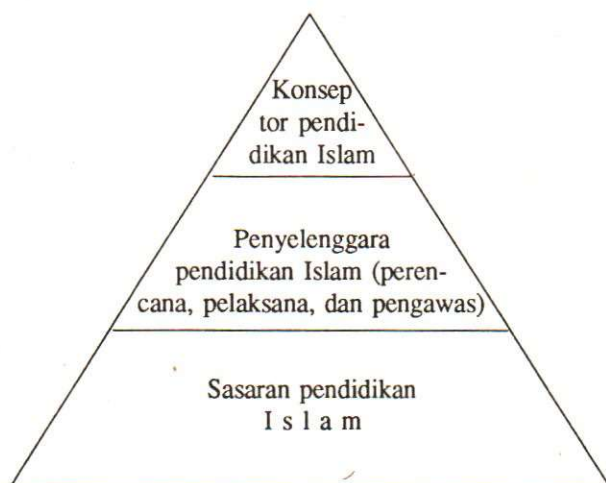 Konsep
tor pendi-
dikan Islam
Penyelenggara
pendidikan Islam (peren-
cana, pelaksana, dan pengawas)
Sasaran pendidikan
I s l a m